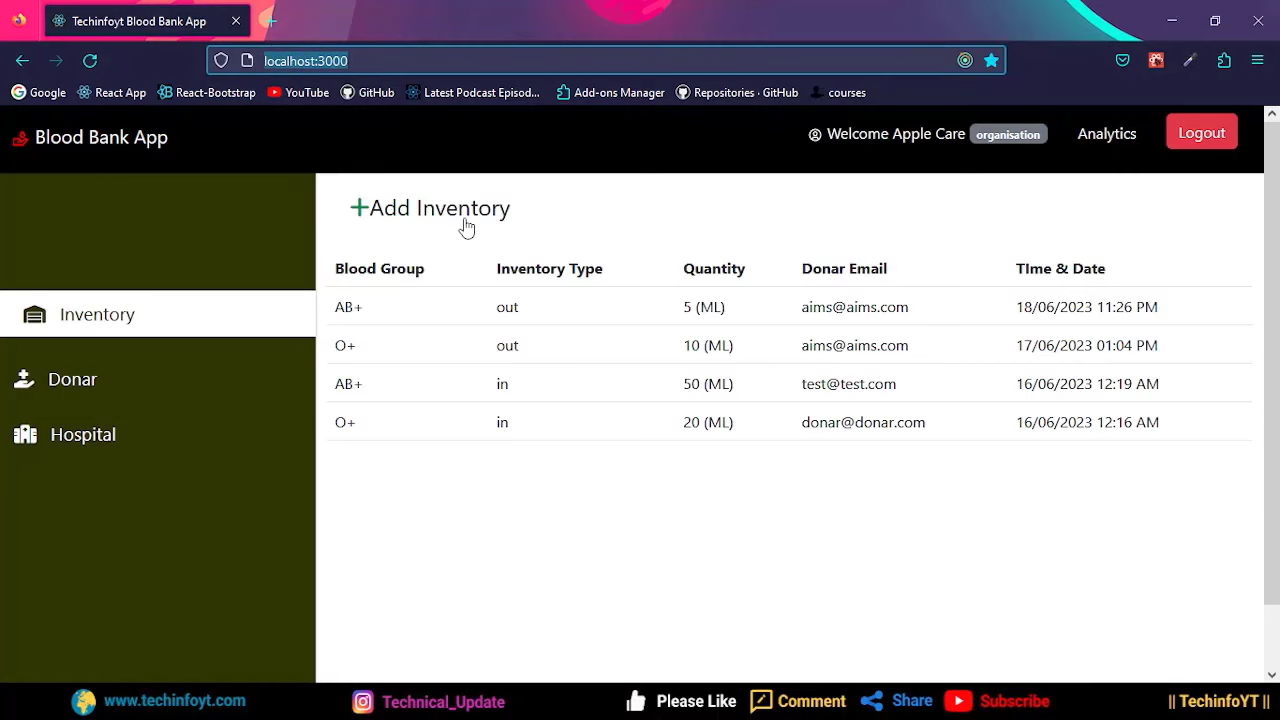 Techinfoyt Blood Bank App
localhost:3000
Google React App React-Bootstrap YouTube GitHub Latest Podcast Episod... Add-ons Manager Repositories · GitHub courses
Blood Bank App Welcome Apple Care organisation Analytics Logout
+Add Inventory
Blood Group Inventory Type Quantity Donar Email TIme & Date
AB+ out 5 (ML) aims@aims.com 18/06/2023 11:26 PM
Inventory
O+ out 10 (ML) aims@aims.com 17/06/2023 01:04 PM
Donar
AB+ in 50 (ML) test@test.com 16/06/2023 12:19 AM
O+ in 20 (ML) donar@donar.com 16/06/2023 12:16 AM
Hospital
www.techinfoyt.com Technical_Update Please Like Comment Share Subscribe || TechinfoYT ||